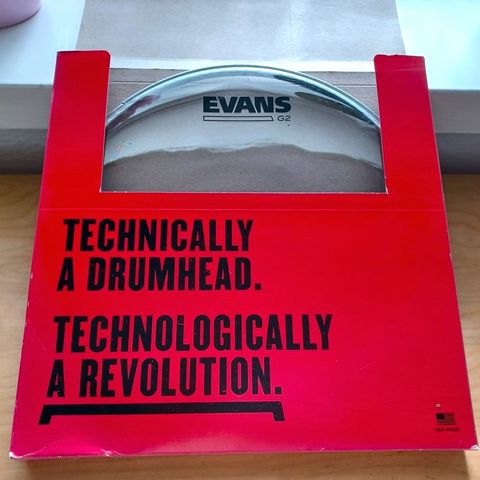 EVANS
G2
TECHNICALLY
A DRUMHEAD.
TECHNOLOGICALLY
A REVOLUTION.